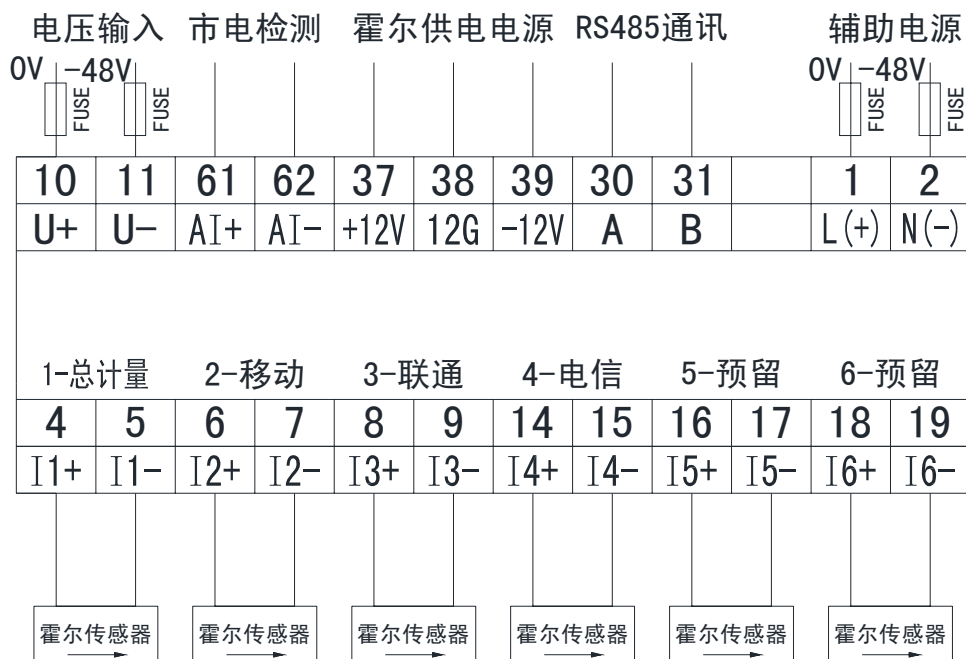 电压输入 市电检测 霍尔供电电源 RS485通讯 辅助电源
0V -48V 0V -48V
FUSE FUSE FUSE FUSE
10 11 61 62 37 38 39 30 31 1 2
U+ U- AI+ AI- +12V 12G -12V A B L(+) N(-)
1-总计量 2-移动 3-联通 4-电信 5-预留 6-预留
4 5 6 7 8 9 14 15 16 17 18 19
I1+ I1- I2+ I2- I3+ I3- I4+ I4- I5+ I5- I6+ I6-
霍尔传感器 霍尔传感器 霍尔传感器 霍尔传感器 霍尔传感器 霍尔传感器